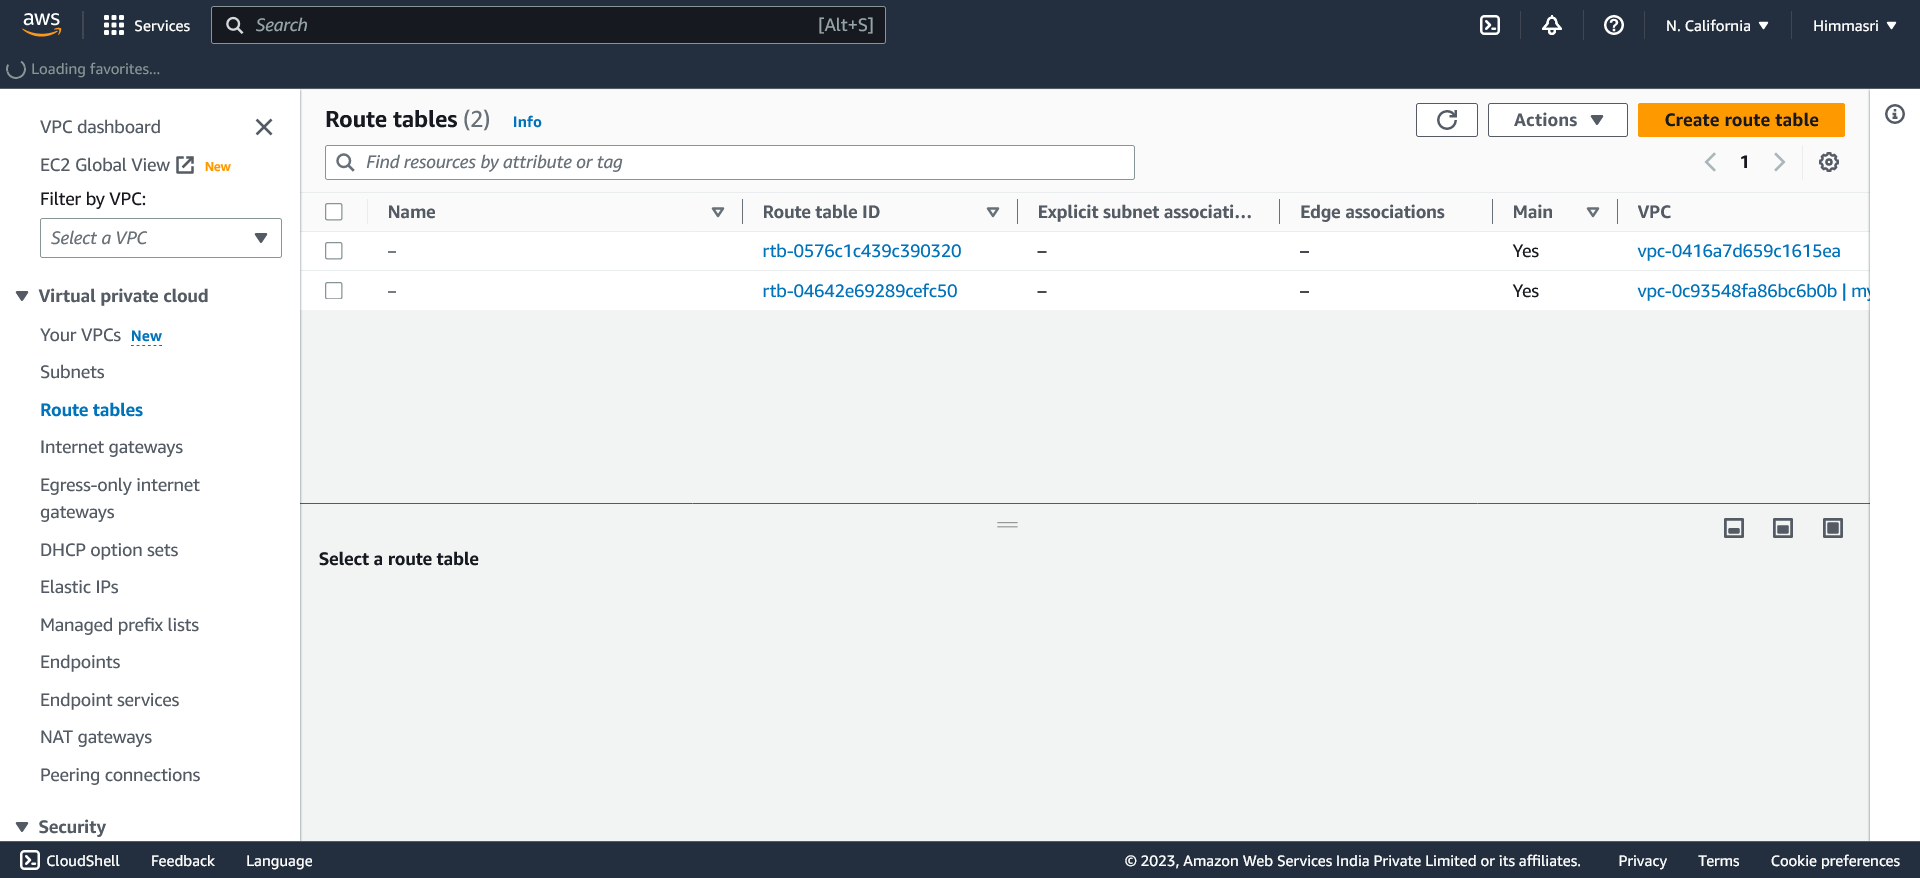 aws
Services
Search
[Alt+S]
N. California
Himmasri
Loading favorites...
VPC dashboard
EC2 Global View New
Filter by VPC:
Select a VPC
Virtual private cloud
Your VPCs New
Subnets
Route tables
Internet gateways
Egress-only internet
gateways
DHCP option sets
Elastic IPs
Managed prefix lists
Endpoints
Endpoint services
NAT gateways
Peering connections
Security
Route tables (2) Info
Actions
Create route table
Find resources by attribute or tag
1
Name Route table ID Explicit subnet associati... Edge associations Main VPC
– rtb-0576c1c439c390320 – – Yes vpc-0416a7d659c1615ea
– rtb-04642e69289cefc50 – – Yes vpc-0c93548fa86bc6b0b | my
Select a route table
CloudShell Feedback Language
© 2023, Amazon Web Services India Private Limited or its affiliates. Privacy Terms Cookie preferences